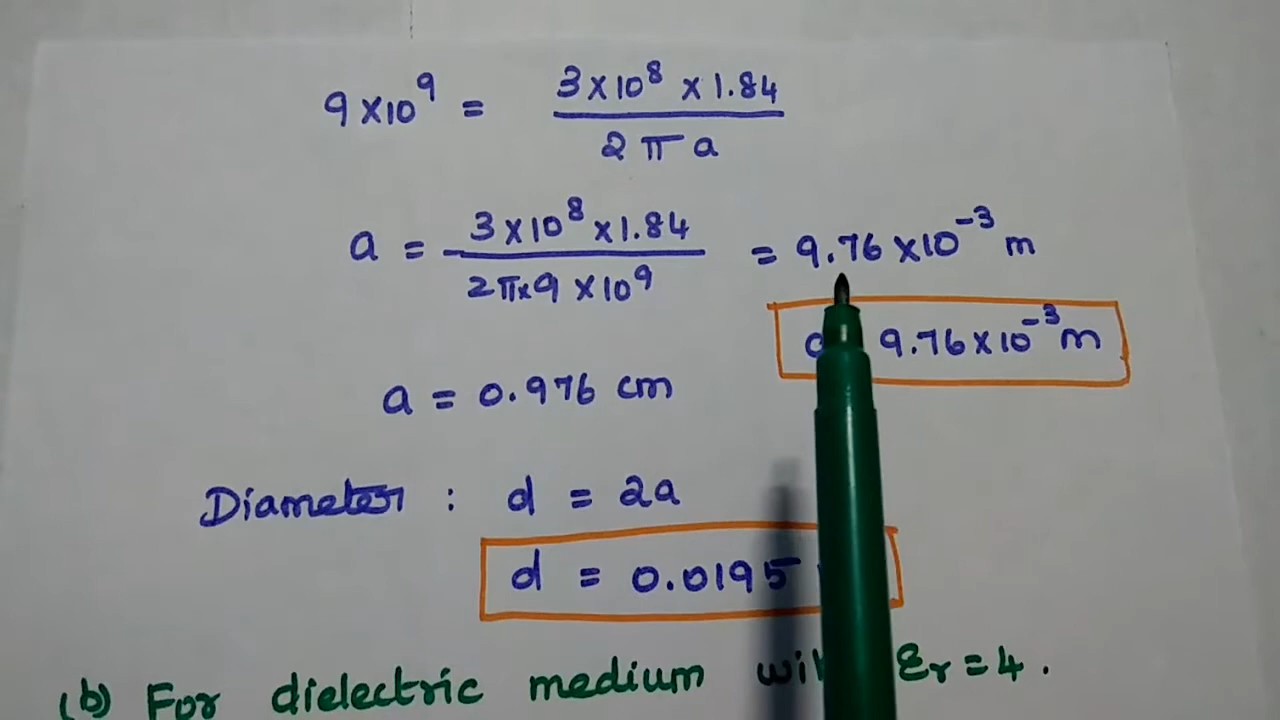 9 × 10⁹ = 3 × 10⁸ × 1.84 / 2 π a
a = 3 × 10⁸ × 1.84 / 2π × 9 × 10⁹ = 9.76 × 10⁻³ m
9.76 × 10⁻³ m
a = 0.976 cm
Diameter : d = 2a
d = 0.0195
(b) For dielectric medium εr = 4 .